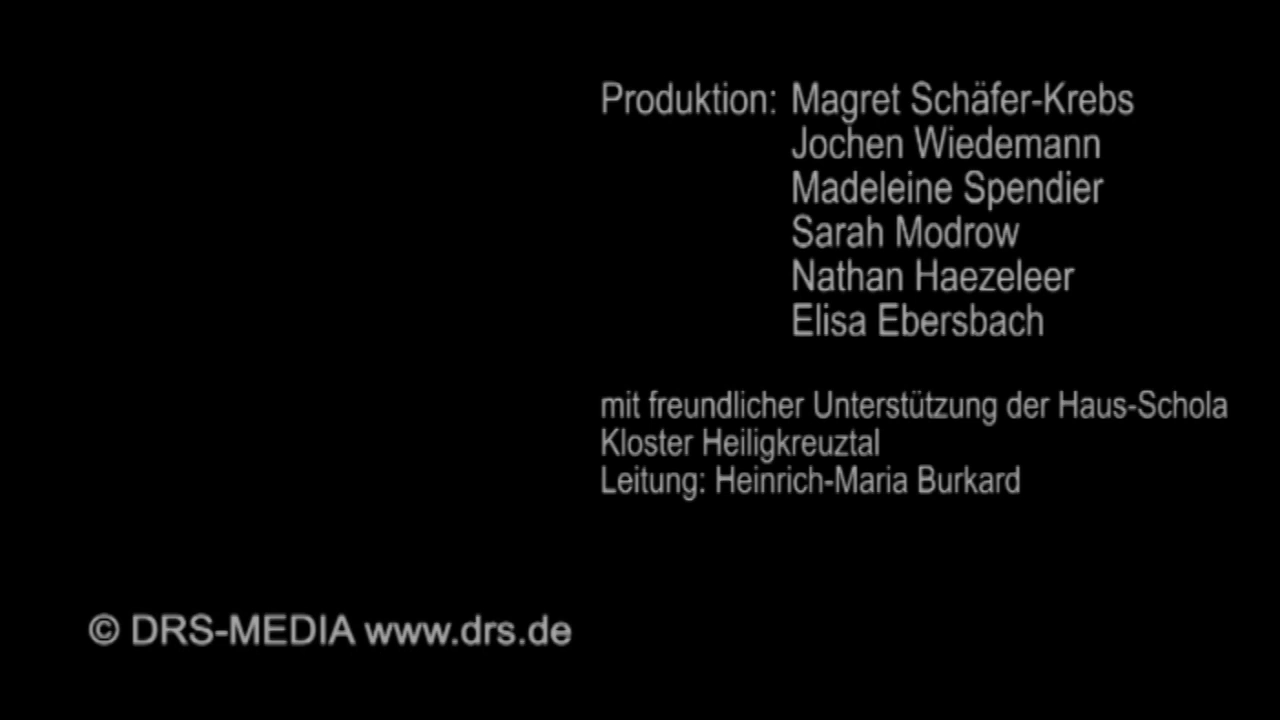 Produktion: Magret Schäfer-Krebs
Jochen Wiedemann
Madeleine Spendier
Sarah Modrow
Nathan Haezeleer
Elisa Ebersbach
mit freundlicher Unterstützung der Haus-Schola
Kloster Heiligkreuztal
Leitung: Heinrich-Maria Burkard
© DRS-MEDIA www.drs.de